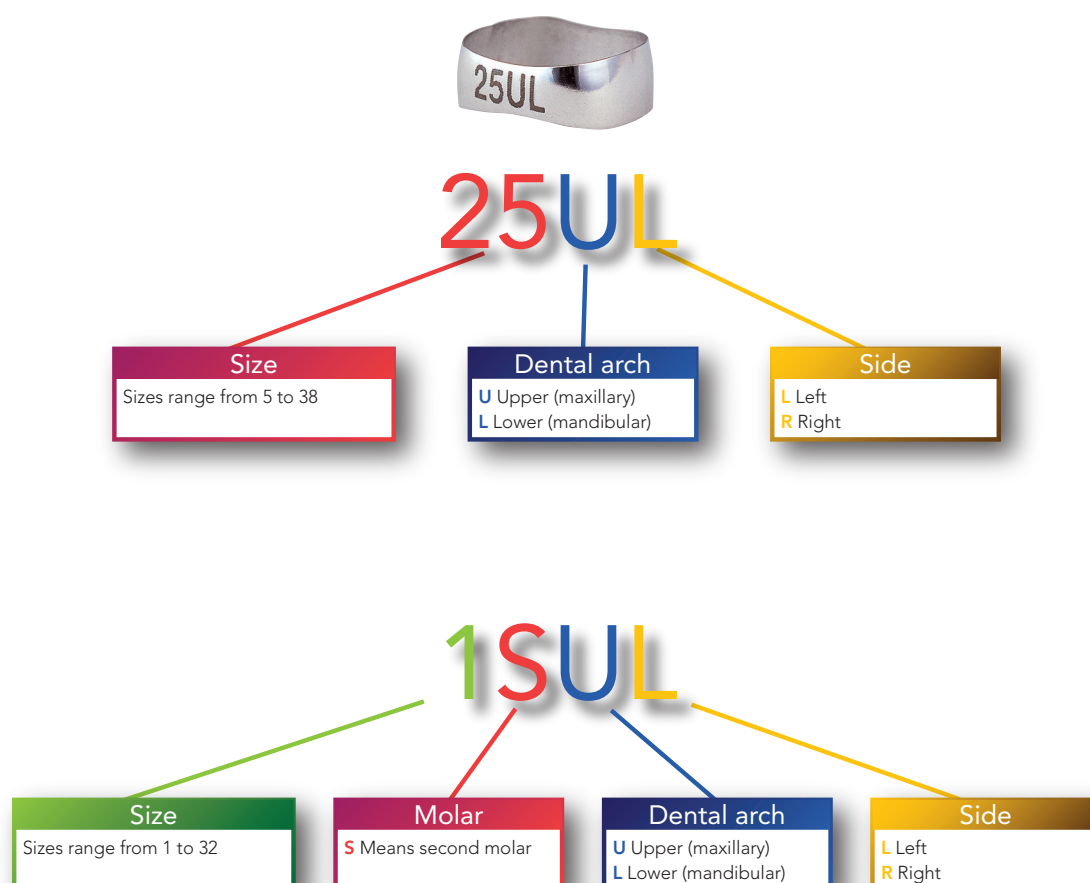 25UL
25UL
Size
Sizes range from 5 to 38
Dental arch
U Upper (maxillary)
L Lower (mandibular)
Side
L Left
R Right
1SUL
Size
Sizes range from 1 to 32
Molar
S Means second molar
Dental arch
U Upper (maxillary)
L Lower (mandibular)
Side
L Left
R Right